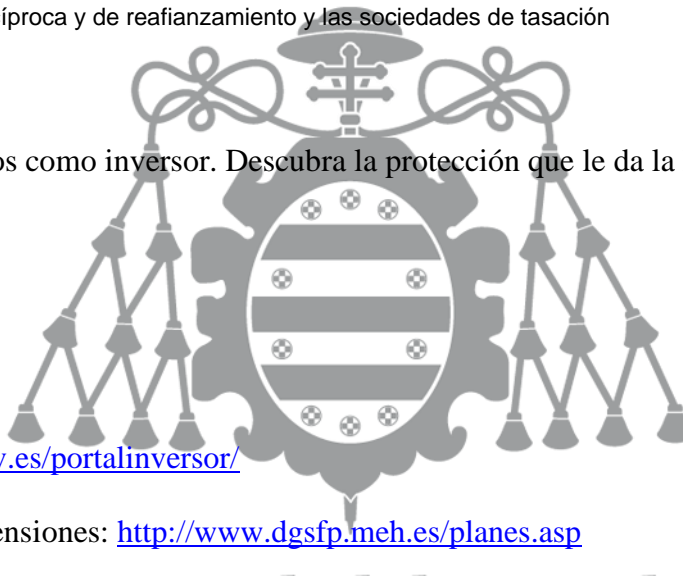 cíproca y de reafianzamiento y las sociedades de tasación
os como inversor. Descubra la protección que le da la
.es/portalinversor/
ensiones: http://www.dgsfp.meh.es/planes.asp